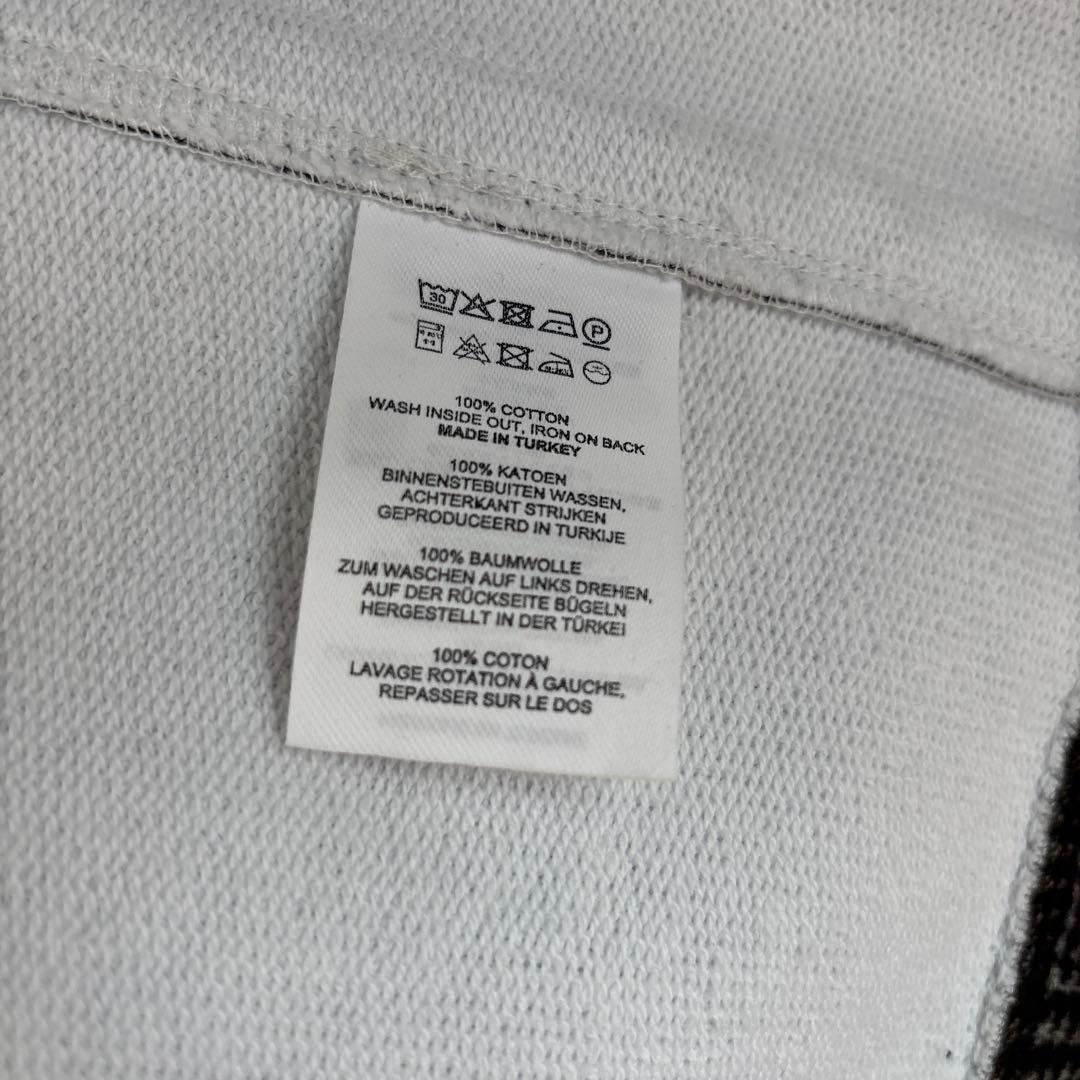 30
P
100% COTTON
WASH INSIDE OUT, IRON ON BACK
MADE IN TURKEY
100% KATOEN
BINNENSTEBUITEN WASSEN,
ACHTERKANT STRIJKEN
GEPRODUCEERD IN TURKIJE
100% BAUMWOLLE
ZUM WASCHEN AUF LINKS DREHEN,
AUF DER RÜCKSEITE BÜGELN
HERGESTELLT IN DER TÜRKEI
100% COTON
LAVAGE ROTATION À GAUCHE,
REPASSER SUR LE DOS